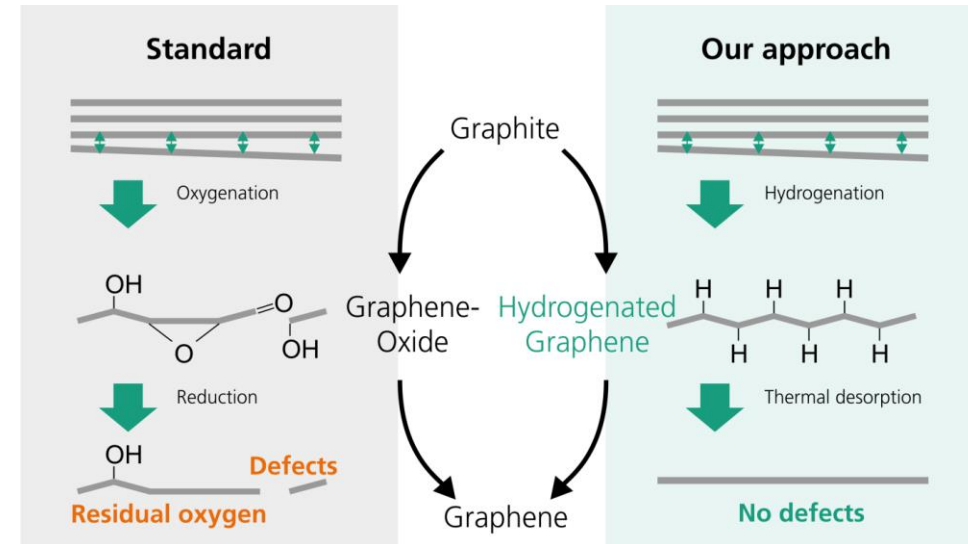 Standard
Oxygenation
OH
O
O
OH
Reduction
OH
Defects
Residual oxygen
Graphite
Graphene-
Oxide
Hydrogenated
Graphene
Graphene
Our approach
Hydrogenation
H H H
H H H
Thermal desorption
No defects